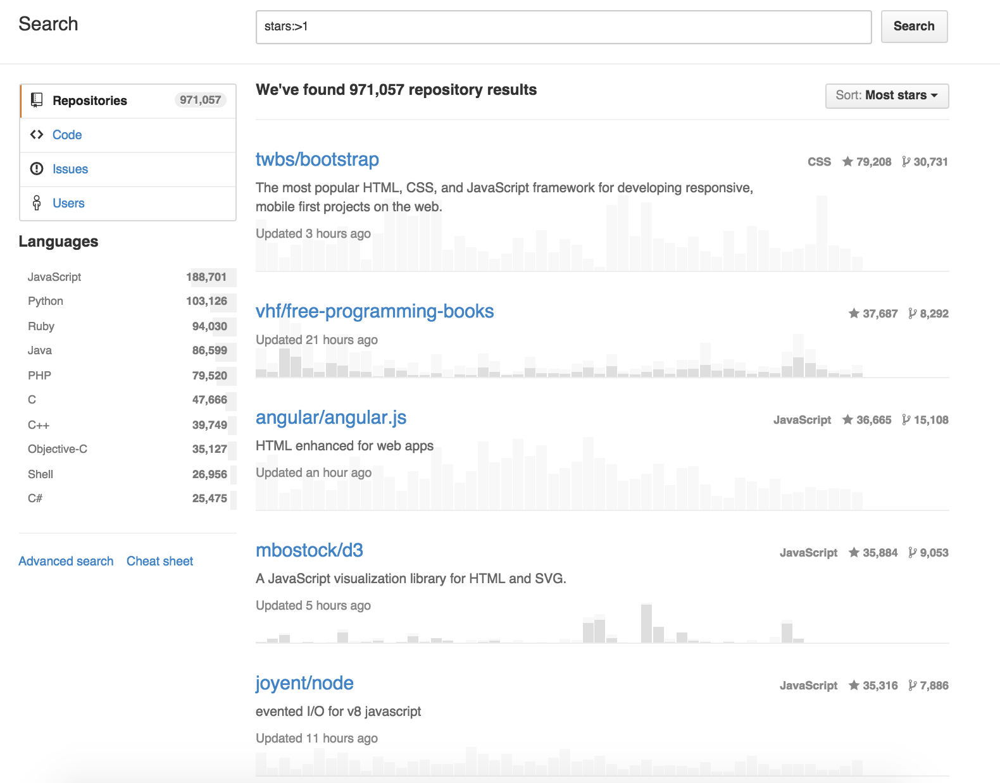 Search
stars:>1
Search
Repositories 971,057
Code
Issues
Users
Languages
JavaScript 188,701
Python 103,126
Ruby 94,030
Java 86,599
PHP 79,520
C 47,666
C++ 39,749
Objective-C 35,127
Shell 26,956
C# 25,475
Advanced search Cheat sheet
We've found 971,057 repository results
Sort: Most stars
twbs/bootstrap
CSS 79,208 30,731
The most popular HTML, CSS, and JavaScript framework for developing responsive,
mobile first projects on the web.
Updated 3 hours ago
vhf/free-programming-books
37,687 8,292
Updated 21 hours ago
angular/angular.js
JavaScript 36,665 15,108
HTML enhanced for web apps
Updated an hour ago
mbostock/d3
JavaScript 35,884 9,053
A JavaScript visualization library for HTML and SVG.
Updated 5 hours ago
joyent/node
JavaScript 35,316 7,886
evented I/O for v8 javascript
Updated 11 hours ago